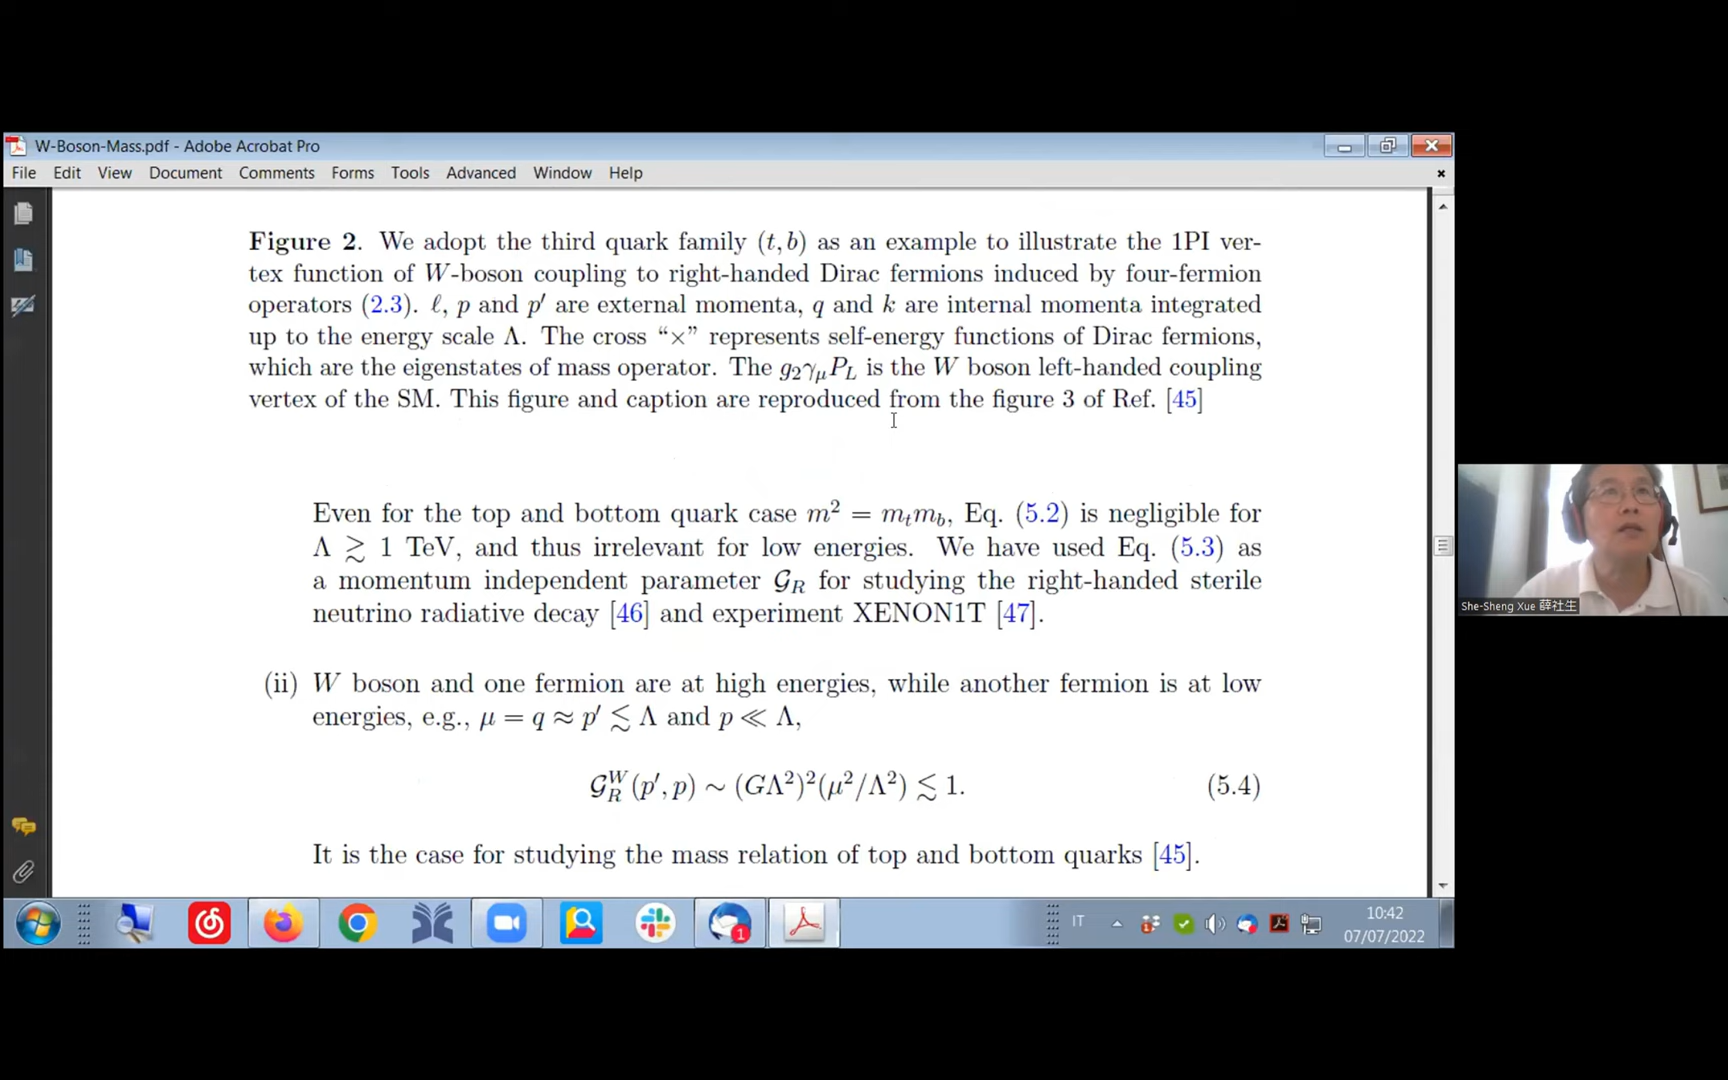 W-Boson-Mass.pdf - Adobe Acrobat Pro
File Edit View Document Comments Forms Tools Advanced Window Help
Figure 2. We adopt the third quark family (t, b) as an example to illustrate the 1PI ver-
tex function of W-boson coupling to right-handed Dirac fermions induced by four-fermion
operators (2.3). ℓ, p and p′ are external momenta, q and k are internal momenta integrated
up to the energy scale Λ. The cross “×” represents self-energy functions of Dirac fermions,
which are the eigenstates of mass operator. The g₂γ_μP_L is the W boson left-handed coupling
vertex of the SM. This figure and caption are reproduced from the figure 3 of Ref. [45]
Even for the top and bottom quark case m² = m_t m_b, Eq. (5.2) is negligible for
Λ ≳ 1 TeV, and thus irrelevant for low energies. We have used Eq. (5.3) as
a momentum independent parameter 𝒢_R for studying the right-handed sterile
neutrino radiative decay [46] and experiment XENON1T [47].
(ii) W boson and one fermion are at high energies, while another fermion is at low
energies, e.g., μ = q ≈ p′ ≲ Λ and p ≪ Λ,
𝒢_R^W(p′, p) ∼ (GΛ²)²(μ²/Λ²) ≲ 1. (5.4)
It is the case for studying the mass relation of top and bottom quarks [45].
She-Sheng Xue 薛社生
1
IT
10:42
07/07/2022